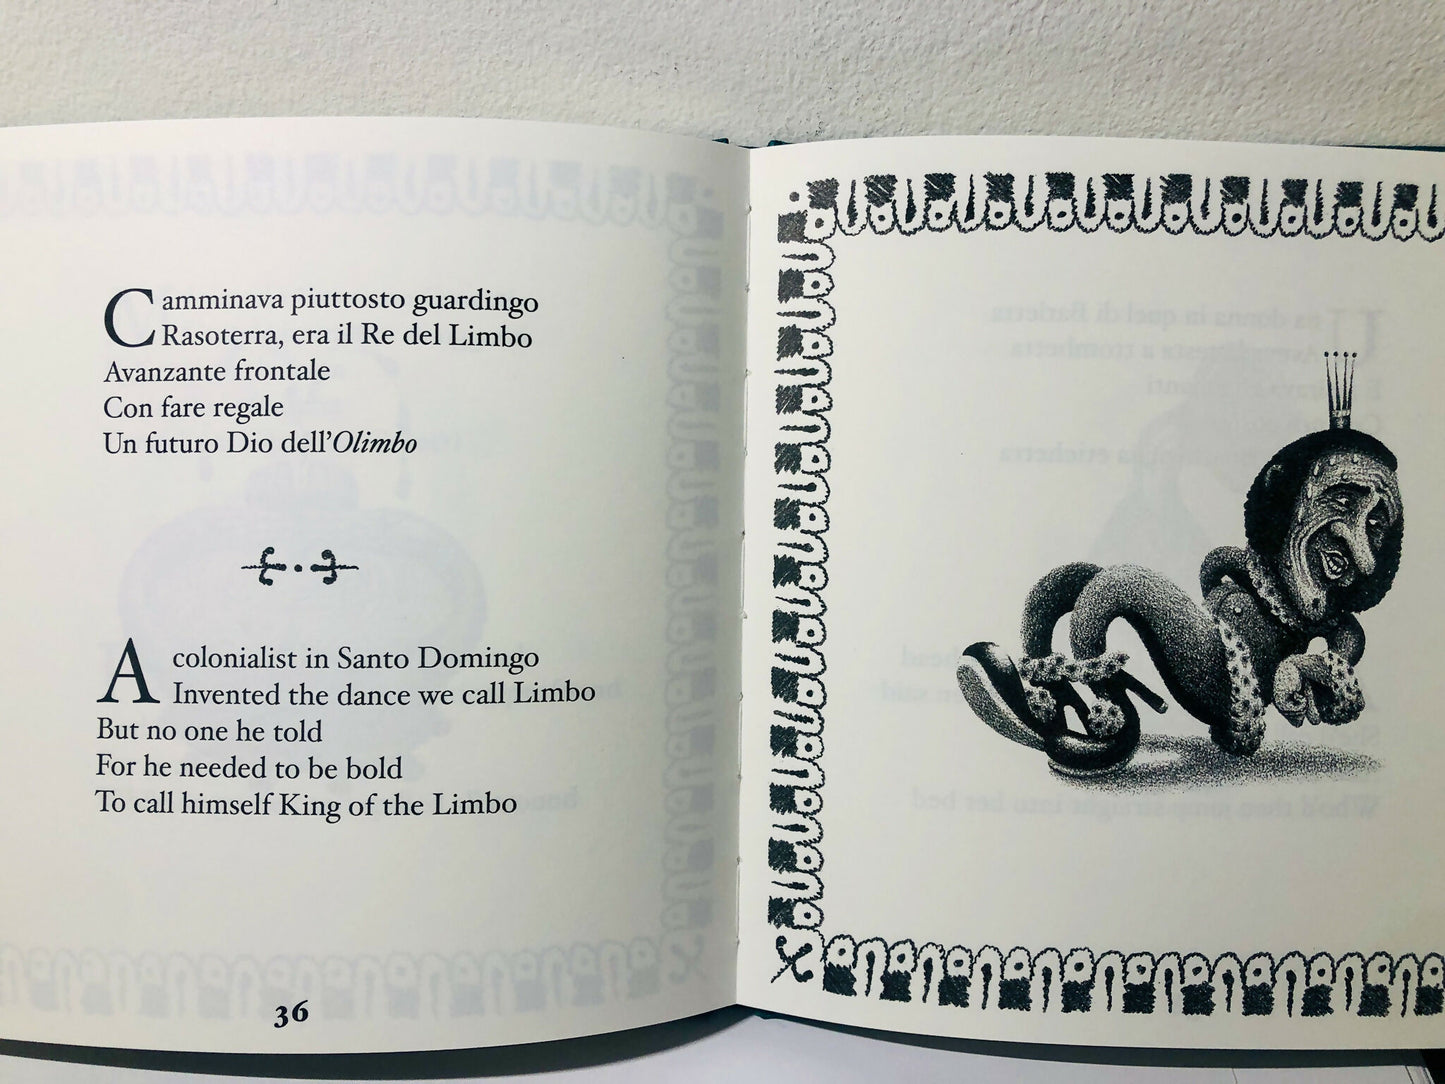 Camminava piuttosto guardingo
Rasoterra, era il Re del Limbo
Avanzante frontale
Con fare regale
Un futuro Dio dell’Olimbo
A colonialist in Santo Domingo
Invented the dance we call Limbo
But no one he told
For he needed to be bold
To call himself King of the Limbo
36